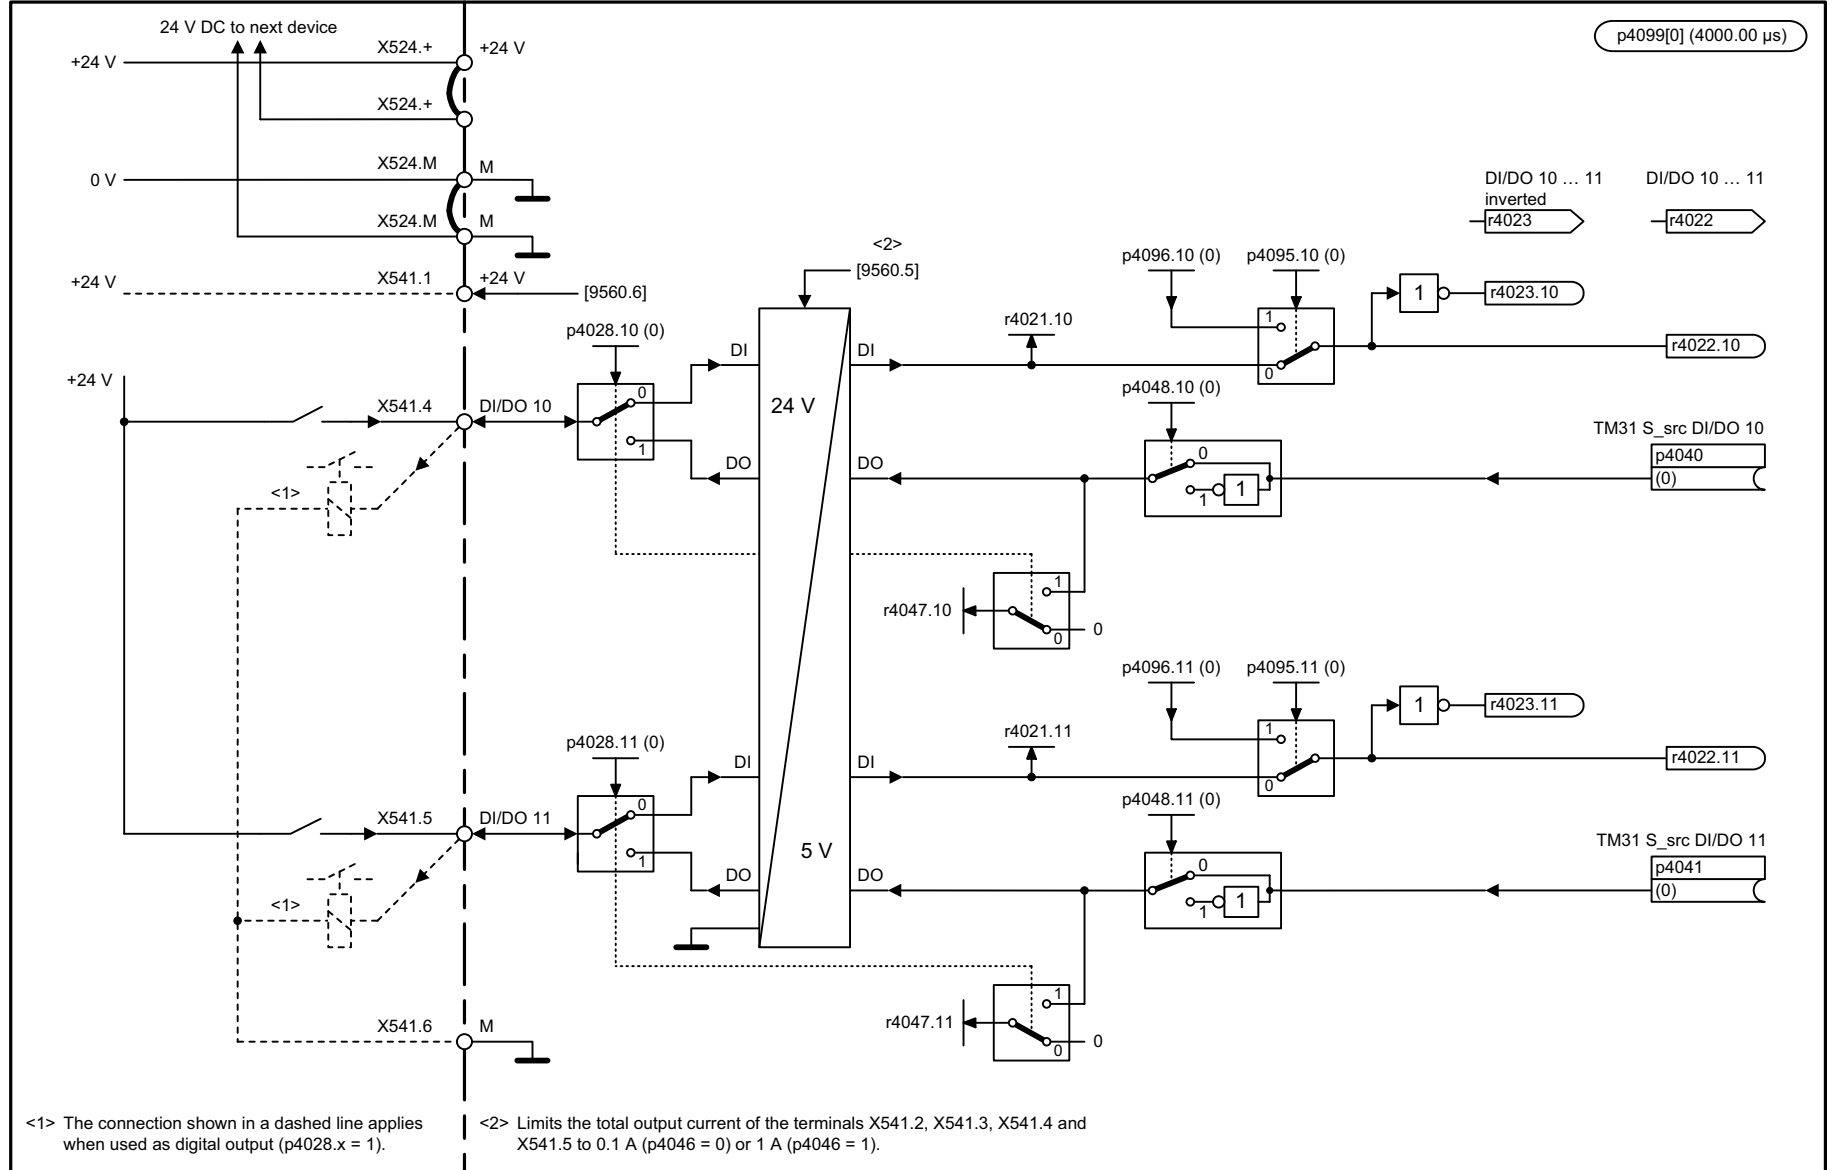 24 V DC to next device
p4099[0] (4000.00 µs)
X524.+
+24 V
+24 V
X524.+
X524.M
M
0 V
X524.M
M
DI/DO 10 … 11
inverted
r4023
DI/DO 10 … 11
r4022
<2>
[9560.5]
+24 V
X541.1
+24 V
[9560.6]
p4096.10 (0)
p4095.10 (0)
1
0
1
r4023.10
r4022.10
r4021.10
p4028.10 (0)
0
1
DI
DI
+24 V
X541.4
DI/DO 10
24 V
p4048.10 (0)
0
1
1
TM31 S_src DI/DO 10
p4040
(0)
DO
DO
<1>
1
0
0
r4047.10
p4096.11 (0)
p4095.11 (0)
1
0
1
r4023.11
r4022.11
r4021.11
p4028.11 (0)
0
1
DI
DI
X541.5
DI/DO 11
5 V
p4048.11 (0)
0
1
1
TM31 S_src DI/DO 11
p4041
(0)
DO
DO
<1>
1
0
0
r4047.11
X541.6
M
<1> The connection shown in a dashed line applies
when used as digital output (p4028.x = 1).
<2> Limits the total output current of the terminals X541.2, X541.3, X541.4 and
X541.5 to 0.1 A (p4046 = 0) or 1 A (p4046 = 1).